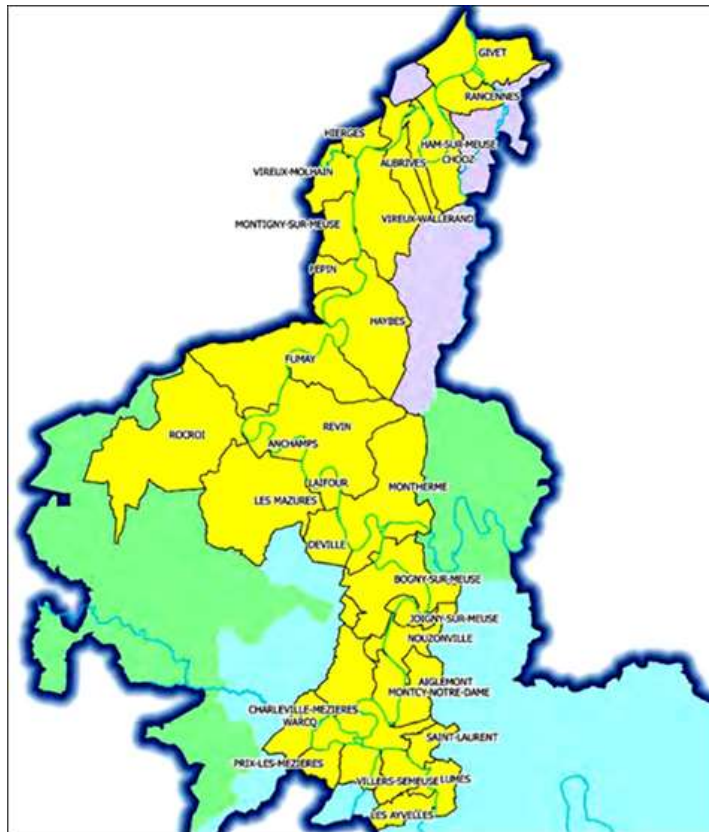 GIVET
RANCENNES
HIERGES
HAM-SUR-MEUSE
CHOOZ
AUBRIVES
VIREUX-MOLHAIN
VIREUX-WALLERAND
MONTIGNY-SUR-MEUSE
FEPIN
HAYBES
FUMAY
ROCROI
REVIN
ANCHAMPS
LAIFOUR
MONTHERME
LES MAZURES
DEVILLE
BOGNY-SUR-MEUSE
JOIGNY-SUR-MEUSE
NOUZONVILLE
AIGLEMONT
MONTCY-NOTRE-DAME
CHARLEVILLE-MEZIERES
WARCQ
SAINT-LAURENT
PRIX-LES-MEZIERES
VILLERS-SEMEUSE
LUMES
LES AYVELLES